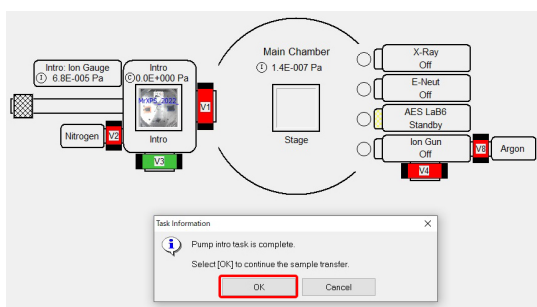 Main Chamber
Ⓘ 1.4E-007 Pa
Intro: Ion Gauge
Ⓘ 6.8E-005 Pa
Intro
Ⓒ 0.0E+000 Pa
MrXPS_2022
Intro
V1
Nitrogen
V2
V3
Stage
X-Ray
Off
E-Neut
Off
AES LaB6
Standby
Ion Gun
Off
V8
Argon
V4
Task Information
Pump intro task is complete.
Select [OK] to continue the sample transfer.
OK
Cancel